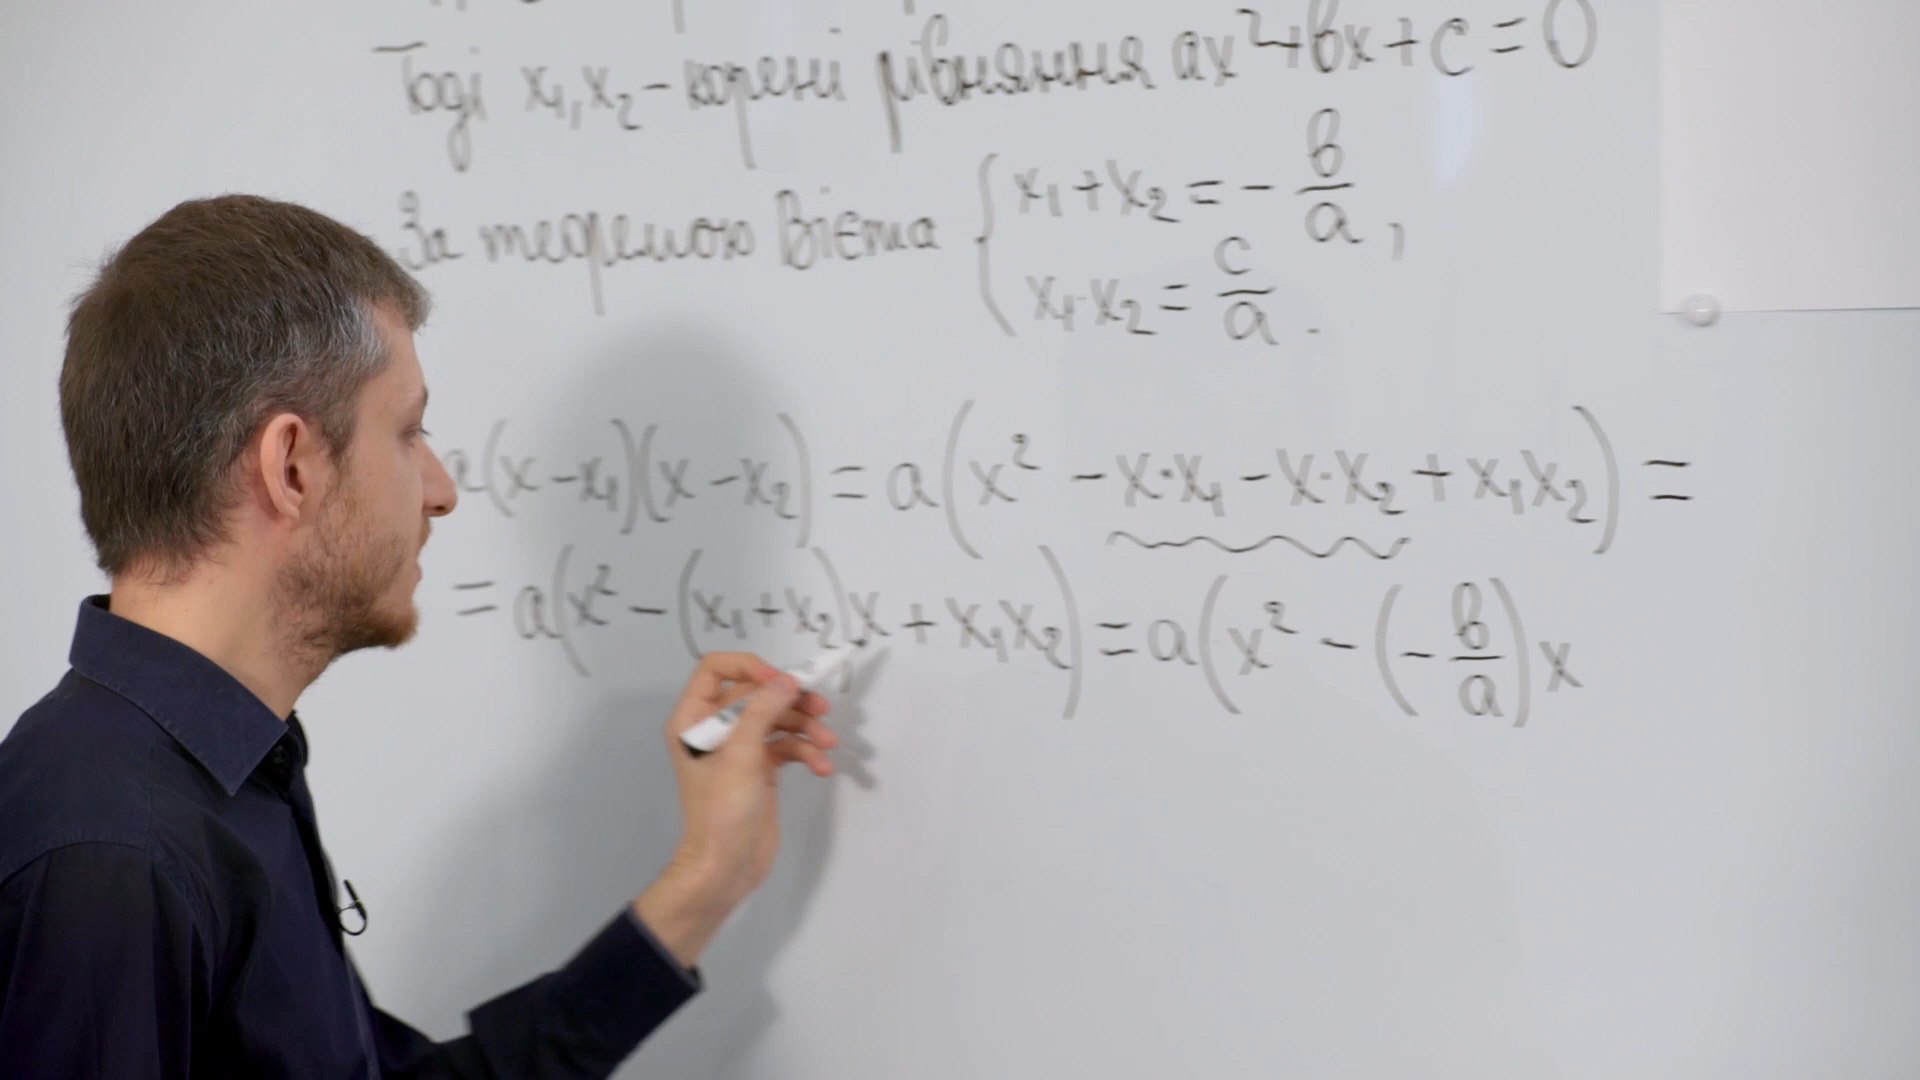 Тоді x₁, x₂ - корені рівняння ax²+bx+c=0
За теоремою Вієта { x₁+x₂ = - b/a ,
x₁·x₂ = c/a .
a(x-x₁)(x-x₂) = a(x² - x·x₁ - x·x₂ + x₁x₂) =
= a(x² - (x₁+x₂)x + x₁x₂) = a(x² - (- b/a)x